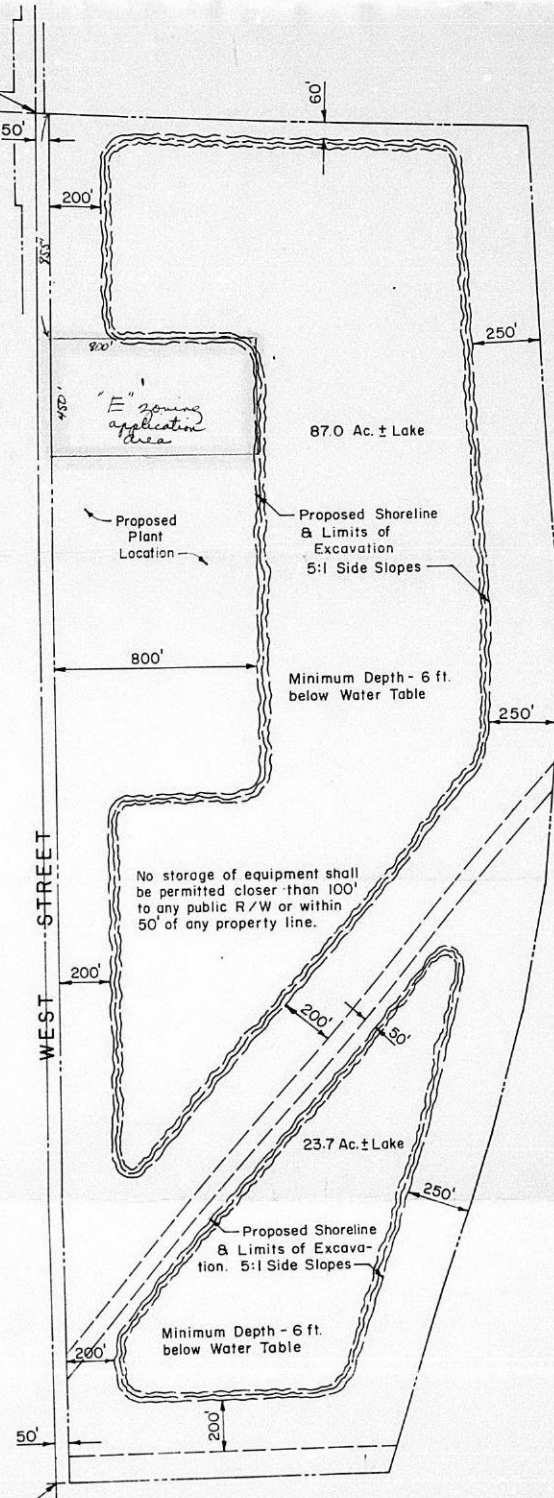 60'
50'
200'
855'
250'
800'
450'
"E" zoning
application
area
87.0 Ac. ± Lake
Proposed
Plant
Location
Proposed Shoreline
& Limits of
Excavation
5:1 Side Slopes
800'
Minimum Depth - 6 ft.
below Water Table
250'
WEST STREET
No storage of equipment shall
be permitted closer than 100'
to any public R/W or within
50' of any property line.
200'
200'
50'
23.7 Ac. ± Lake
250'
Proposed Shoreline
& Limits of Excava-
tion. 5:1 Side Slopes
Minimum Depth - 6 ft.
below Water Table
200'
200'
50'